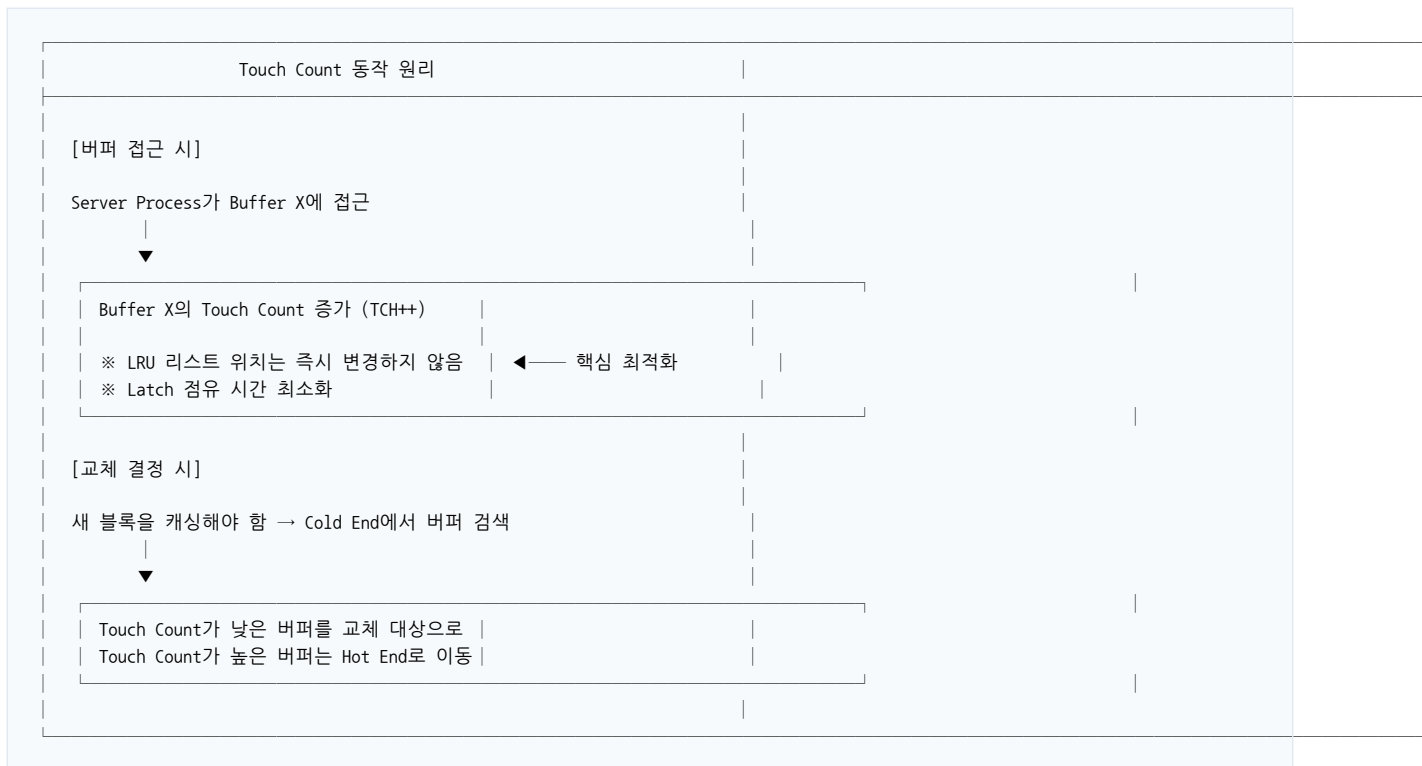 Touch Count 동작 원리
[버퍼 접근 시]
Server Process가 Buffer X에 접근
▼
Buffer X의 Touch Count 증가 (TCH++)
※ LRU 리스트 위치는 즉시 변경하지 않음 ◀── 핵심 최적화
※ Latch 점유 시간 최소화
[교체 결정 시]
새 블록을 캐싱해야 함 → Cold End에서 버퍼 검색
▼
Touch Count가 낮은 버퍼를 교체 대상으로
Touch Count가 높은 버퍼는 Hot End로 이동